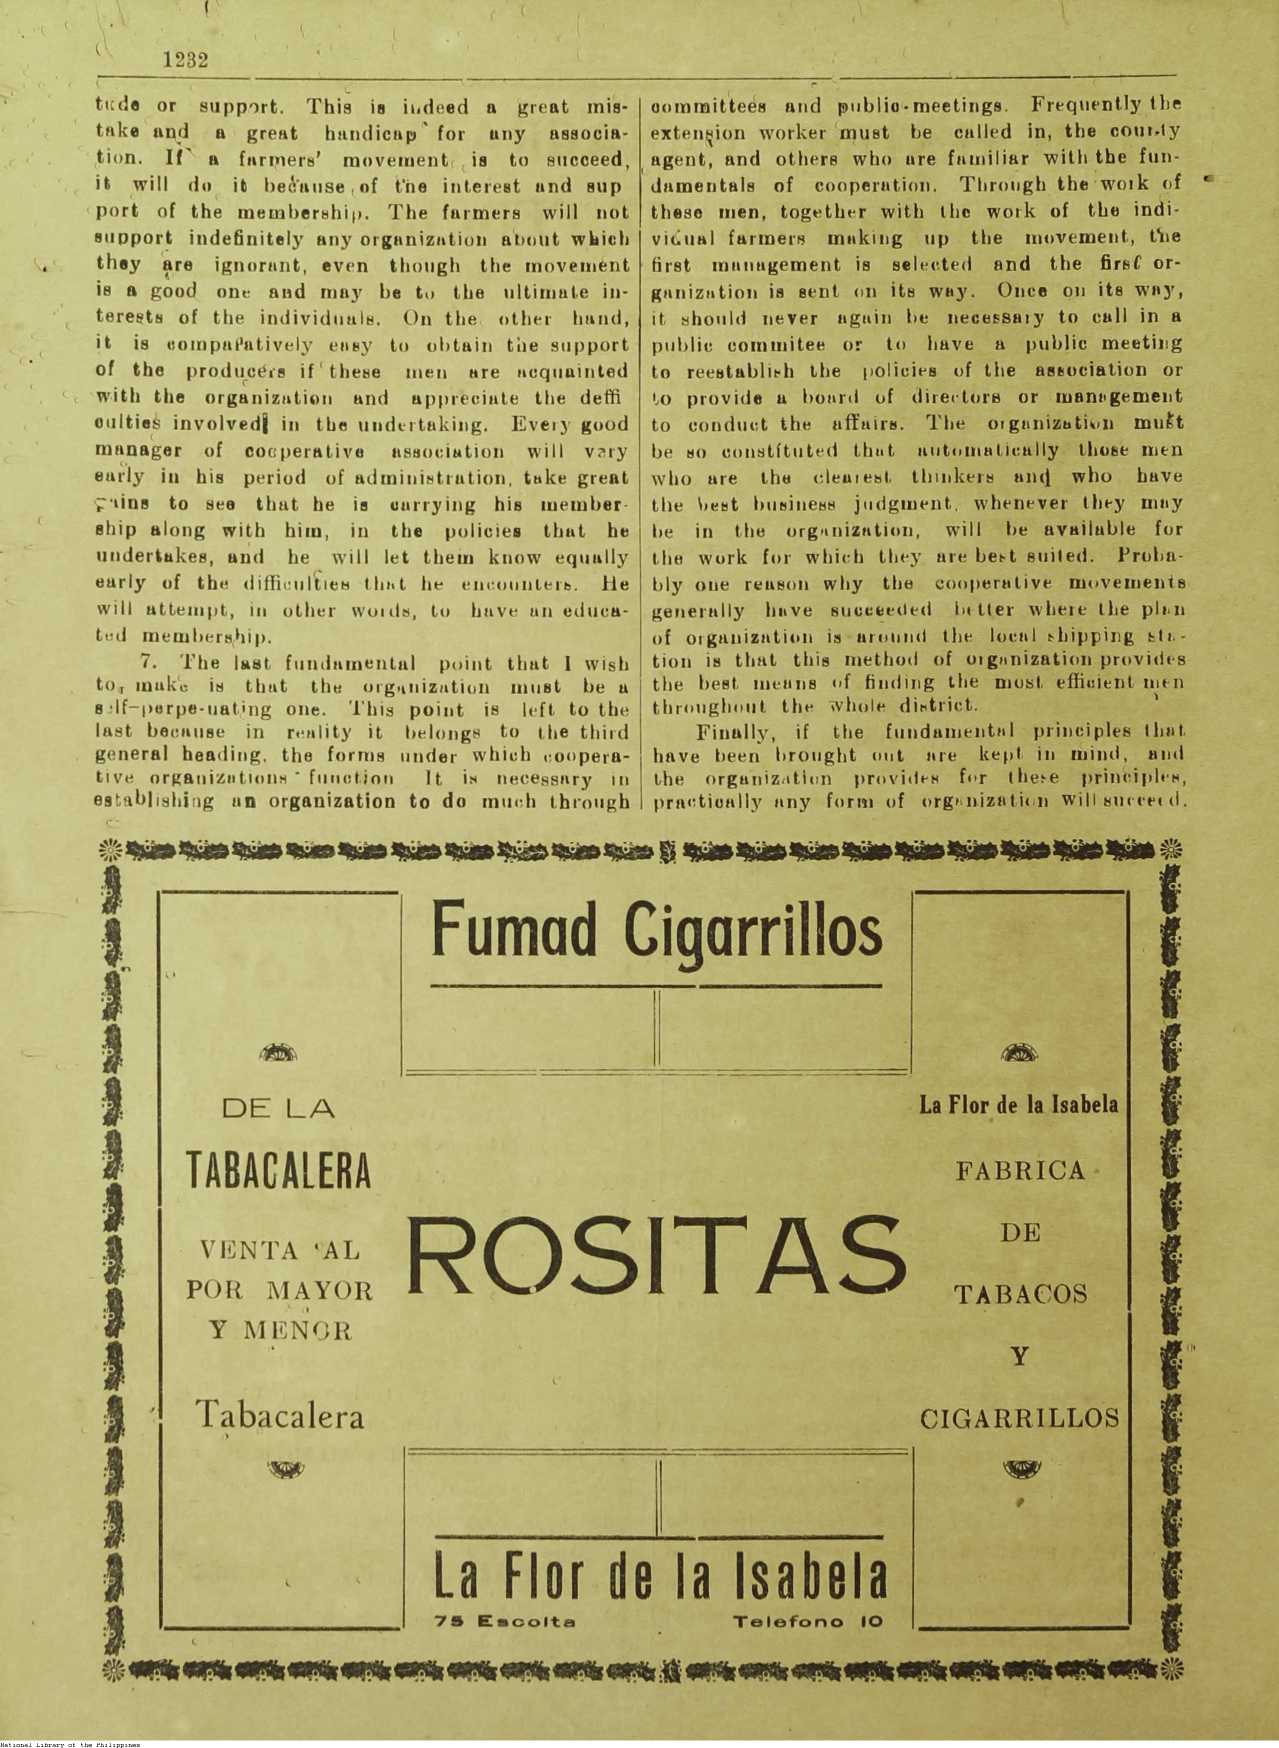 1232
tude or support. This is indeed a great mis-
take and a great handicap for any associa-
tion. If a farmers' movement is to succeed,
it will do it because of the interest and sup
port of the membership. The farmers will not
support indefinitely any organization about which
they are ignorant, even though the movement
is a good one and may be to the ultimate in-
terests of the individuals. On the other hand,
it is comparatively easy to obtain the support
of the producers if these men are acquainted
with the organization and appreciate the deffi
culties involved in the undertaking. Every good
manager of cooperative association will very
early in his period of administration, take great
pains to see that he is carrying his member-
ship along with him, in the policies that he
undertakes, and he will let them know equally
early of the difficulties that he encounters. He
will attempt, in other words, to have an educa-
ted membership.
7. The last fundamental point that I wish
to, make is that the organization must be a
self-perpe-uating one. This point is left to the
last because in reality it belongs to the third
general heading, the forms under which coopera-
tive organizations function It is necessary in
establishing an organization to do much through
committees and public-meetings. Frequently the
extension worker must be called in, the county
agent, and others who are familiar with the fun-
damentals of cooperation. Through the work of
these men, together with the work of the indi-
vidual farmers making up the movement, the
first management is selected and the first or-
ganization is sent on its way. Once on its way,
it should never again be necessary to call in a
public commitee or to have a public meeting
to reestablish the policies of the association or
to provide a board of directors or management
to conduct the affairs. The organization must
be so constituted that automatically those men
who are the clearest thinkers and who have
the best business judgment, whenever they may
be in the organization, will be available for
the work for which they are best suited. Proba-
bly one reason why the cooperative movements
generally have succeeded better where the plan
of organization is around the local shipping sta-
tion is that this method of organization provides
the best means of finding the most efficient men
throughout the whole district.
Finally, if the fundamental principles that
have been brought out are kept in mind, and
the organization provides for these principles,
practically any form of organization will succeed.
Fumad Cigarrillos
DE LA
TABACALERA
VENTA AL
POR MAYOR
Y MENOR
Tabacalera
ROSITAS
La Flor de la Isabela
FABRICA
DE
TABACOS
Y
CIGARRILLOS
La Flor de la Isabela
75 Escolta Telefono 10
National Library of the Philippines